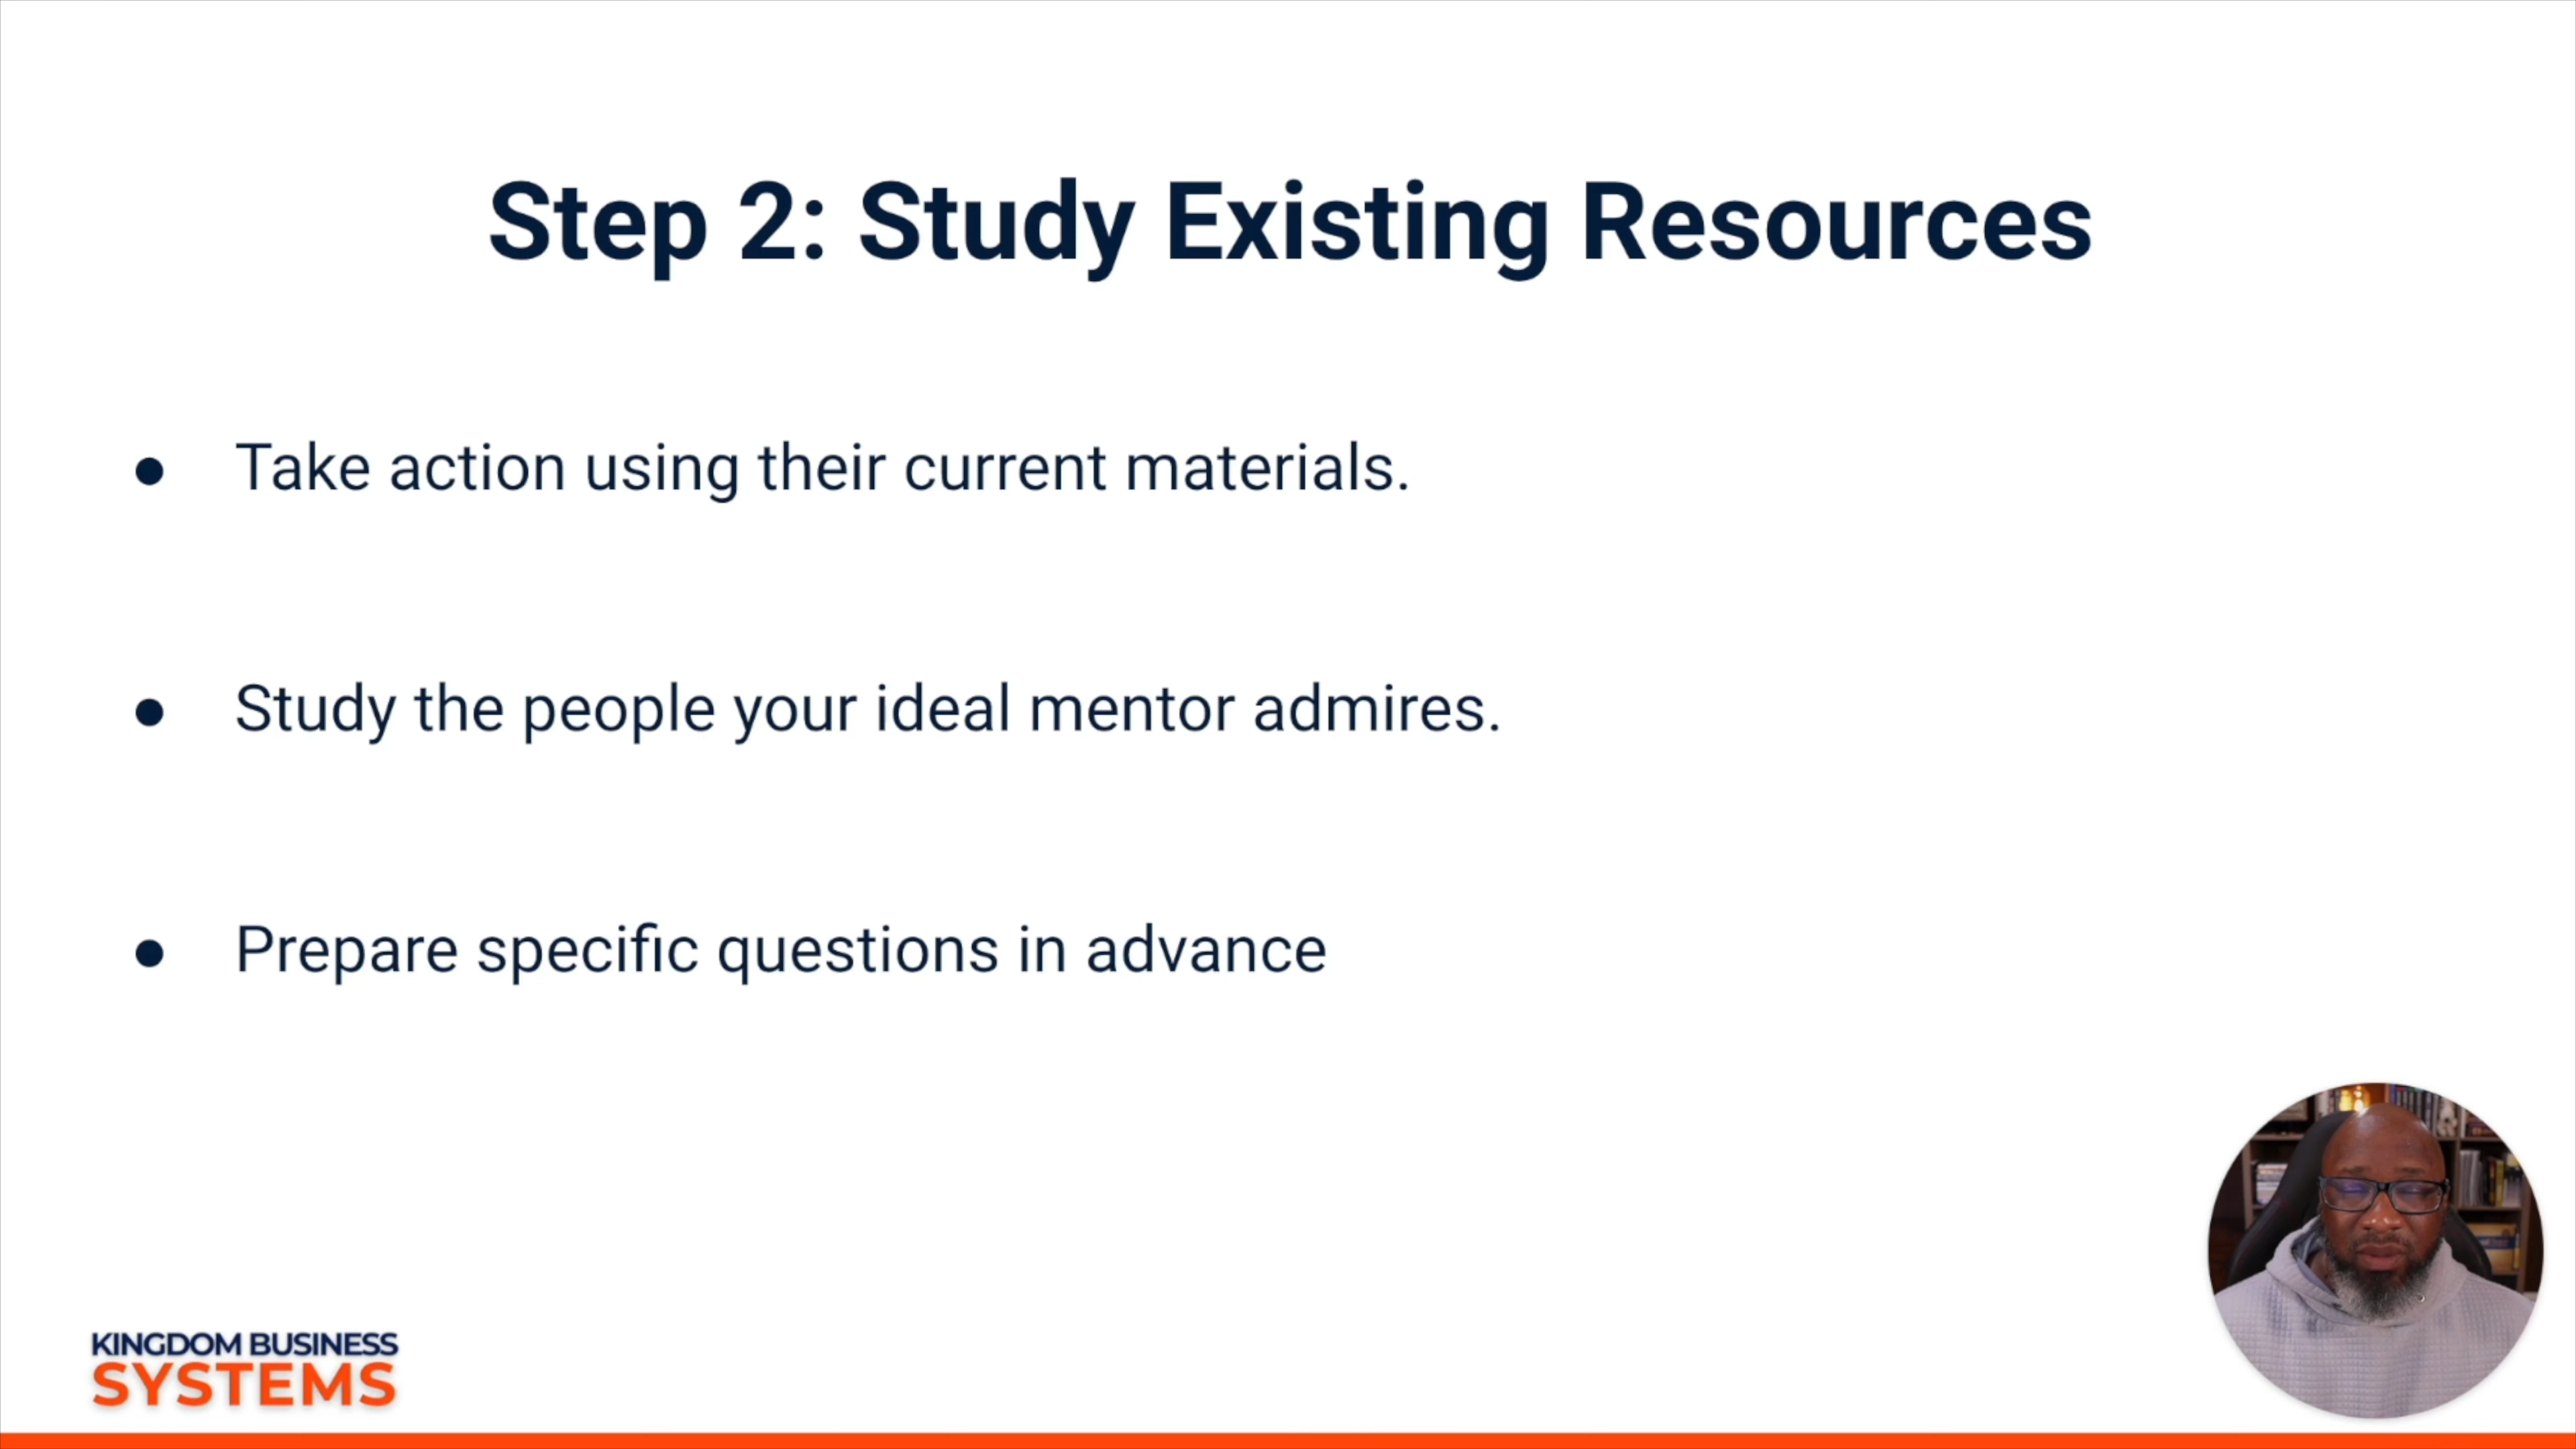 Step 2: Study Existing Resources
● Take action using their current materials.
● Study the people your ideal mentor admires.
● Prepare specific questions in advance
KINGDOM BUSINESS
SYSTEMS